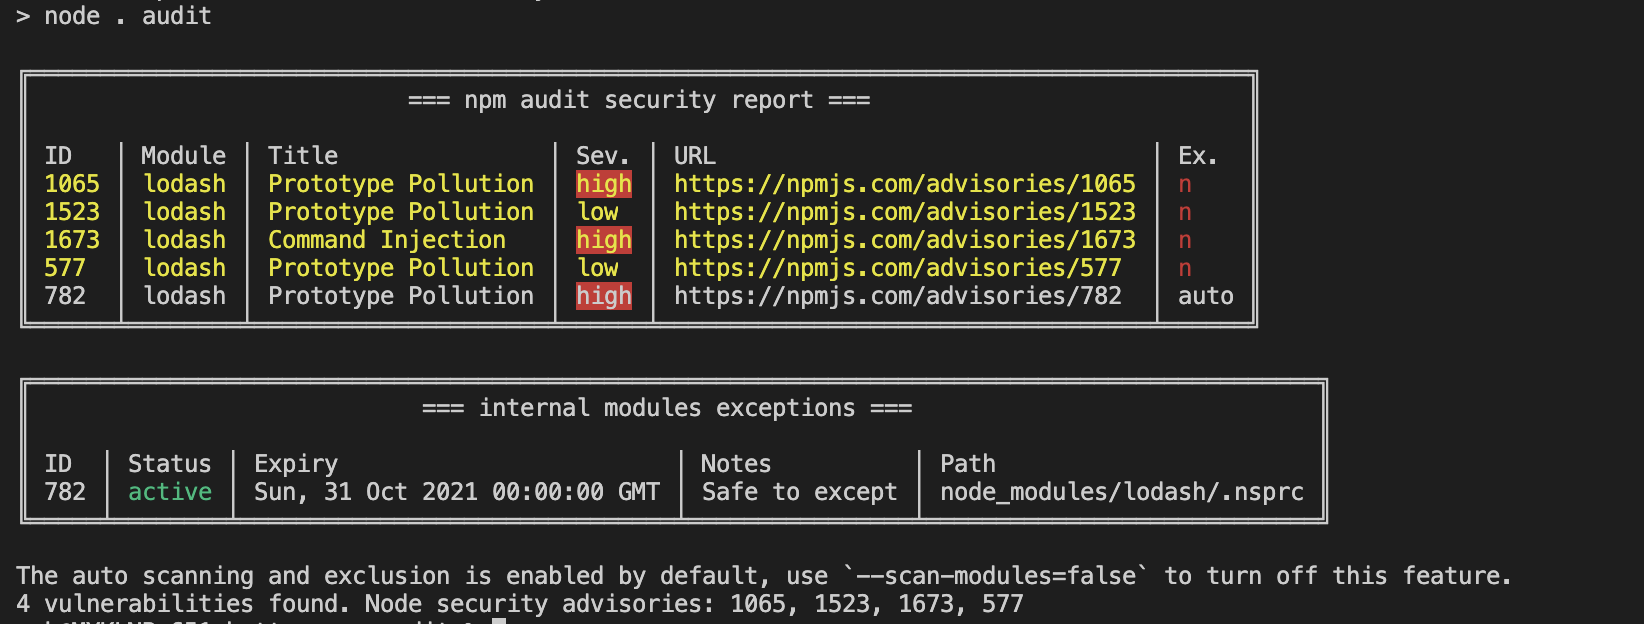 > node . audit
=== npm audit security report ===
ID Module Title Sev. URL Ex.
1065 lodash Prototype Pollution high https://npmjs.com/advisories/1065 n
1523 lodash Prototype Pollution low https://npmjs.com/advisories/1523 n
1673 lodash Command Injection high https://npmjs.com/advisories/1673 n
577 lodash Prototype Pollution low https://npmjs.com/advisories/577 n
782 lodash Prototype Pollution high https://npmjs.com/advisories/782 auto
=== internal modules exceptions ===
ID Status Expiry Notes Path
782 active Sun, 31 Oct 2021 00:00:00 GMT Safe to except node_modules/lodash/.nsprc
The auto scanning and exclusion is enabled by default, use `--scan-modules=false` to turn off this feature.
4 vulnerabilities found. Node security advisories: 1065, 1523, 1673, 577